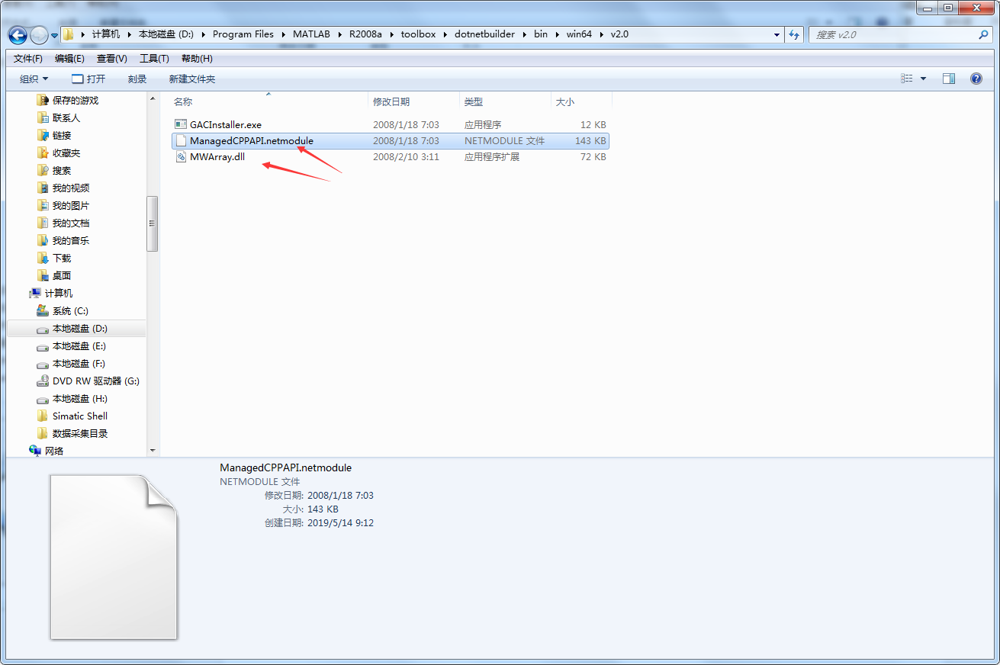 计算机 本地磁盘 (D:) Program Files MATLAB R2008a toolbox dotnetbuilder bin win64 v2.0 搜索 v2.0
文件(F) 编辑(E) 查看(V) 工具(T) 帮助(H)
组织 打开 刻录 新建文件夹
保存的游戏
联系人
链接
收藏夹
搜索
我的视频
我的图片
我的文档
我的音乐
下载
桌面
计算机
系统 (C:)
本地磁盘 (D:)
本地磁盘 (E:)
本地磁盘 (F:)
DVD RW 驱动器 (G:)
本地磁盘 (H:)
Simatic Shell
数据采集目录
网络
名称 修改日期 类型 大小
GACInstaller.exe 2008/1/18 7:03 应用程序 12 KB
ManagedCPPAPI.netmodule 2008/1/18 7:03 NETMODULE 文件 143 KB
MWArray.dll 2008/2/10 3:11 应用程序扩展 72 KB
ManagedCPPAPI.netmodule
NETMODULE 文件
修改日期: 2008/1/18 7:03
大小: 143 KB
创建日期: 2019/5/14 9:12